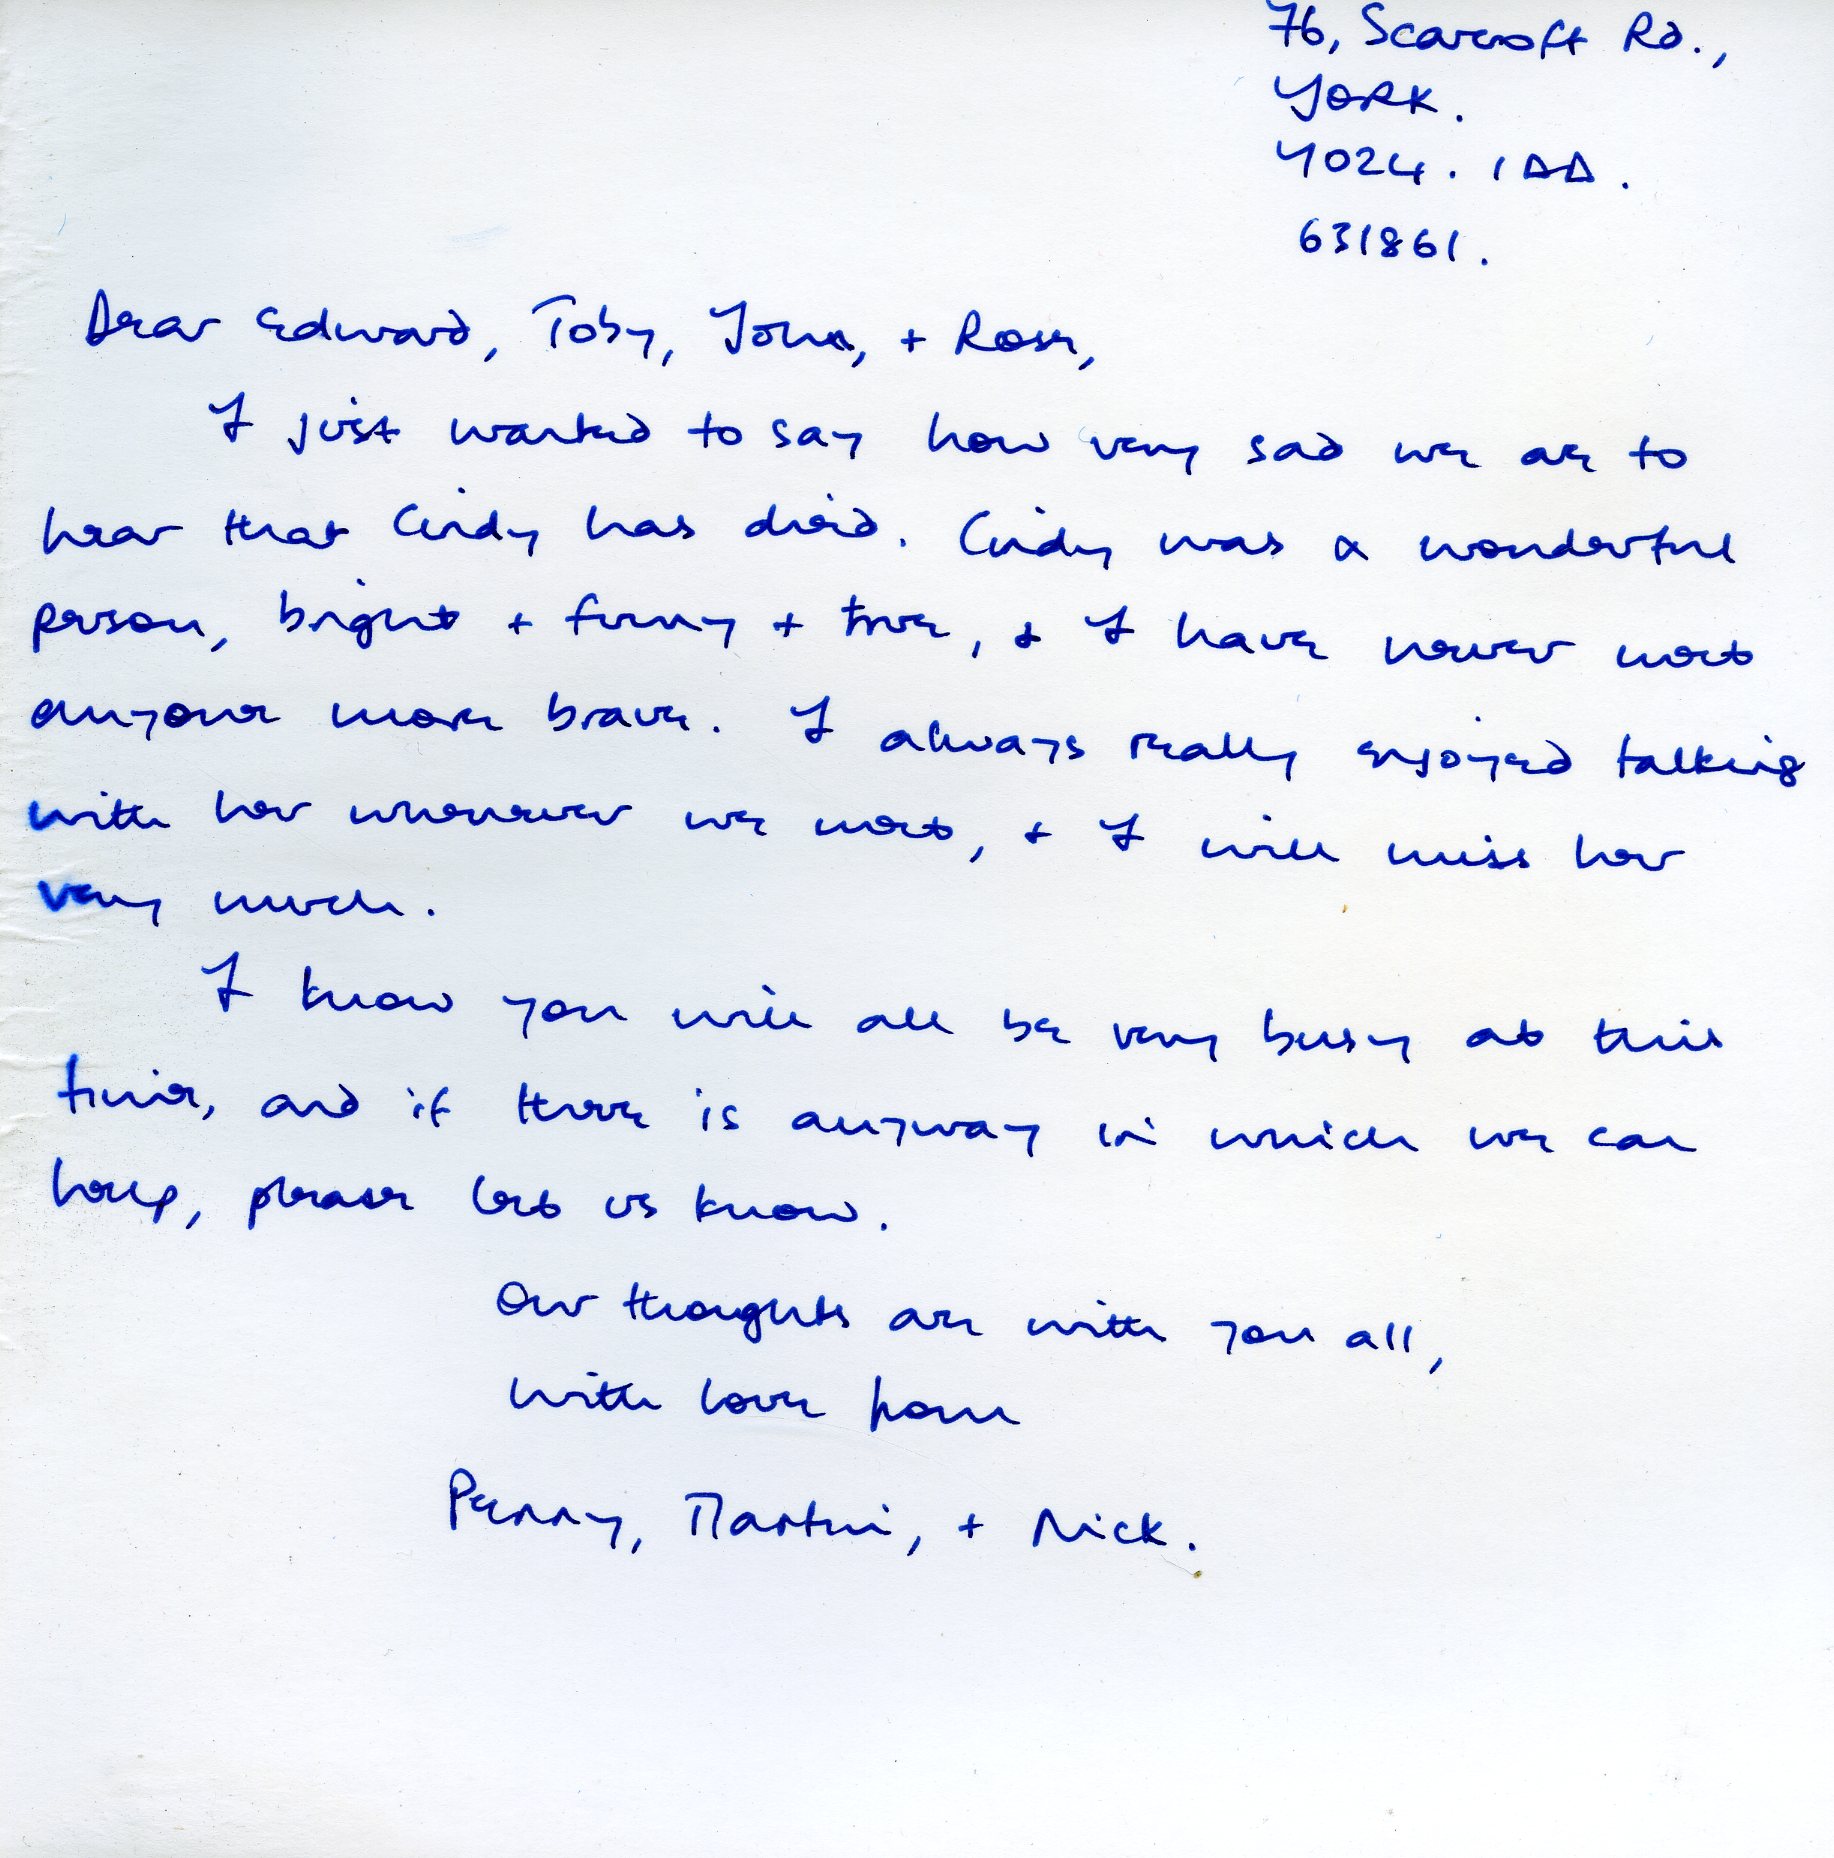 76, Scarcroft Rd.,
YORK.
YO24. 1DD.
631861.
Dear Edward, Toby, John, + Rose,
I just wanted to say how very sad we are to
hear that Cindy has died. Cindy was a wonderful
person, bright + funny + true, + I have never met
anyone more brave. I always really enjoyed talking
with her whenever we met, + I will miss her
very much.
I know you will all be very busy at this
time, and if there is anyway in which we can
help, please let us know.
Our thoughts are with you all,
with love from
Penny, Martin, + Nick.